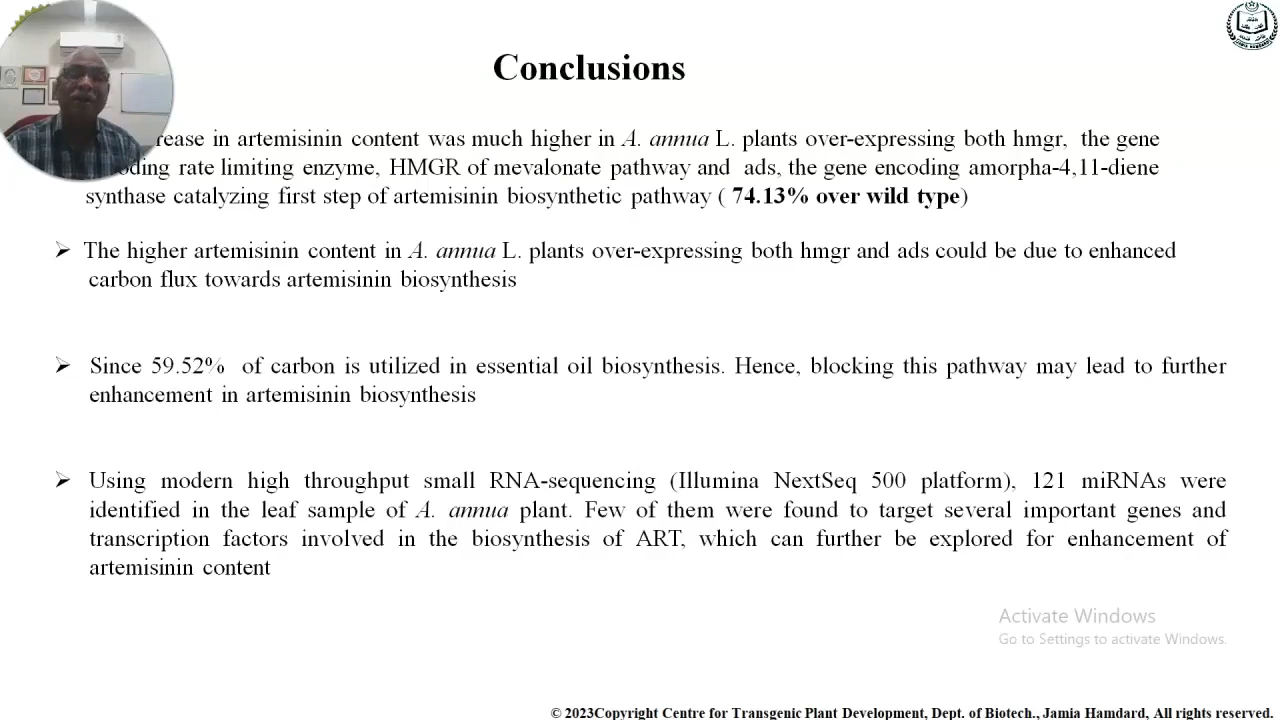 Conclusions
rease in artemisinin content was much higher in A. annua L. plants over-expressing both hmgr, the gene
oding rate limiting enzyme, HMGR of mevalonate pathway and ads, the gene encoding amorpha-4,11-diene
synthase catalyzing first step of artemisinin biosynthetic pathway ( 74.13% over wild type)
➢ The higher artemisinin content in A. annua L. plants over-expressing both hmgr and ads could be due to enhanced
carbon flux towards artemisinin biosynthesis
➢ Since 59.52% of carbon is utilized in essential oil biosynthesis. Hence, blocking this pathway may lead to further
enhancement in artemisinin biosynthesis
➢ Using modern high throughput small RNA-sequencing (Illumina NextSeq 500 platform), 121 miRNAs were
identified in the leaf sample of A. annua plant. Few of them were found to target several important genes and
transcription factors involved in the biosynthesis of ART, which can further be explored for enhancement of
artemisinin content
Activate Windows
Go to Settings to activate Windows.
© 2023Copyright Centre for Transgenic Plant Development, Dept. of Biotech., Jamia Hamdard, All rights reserved.